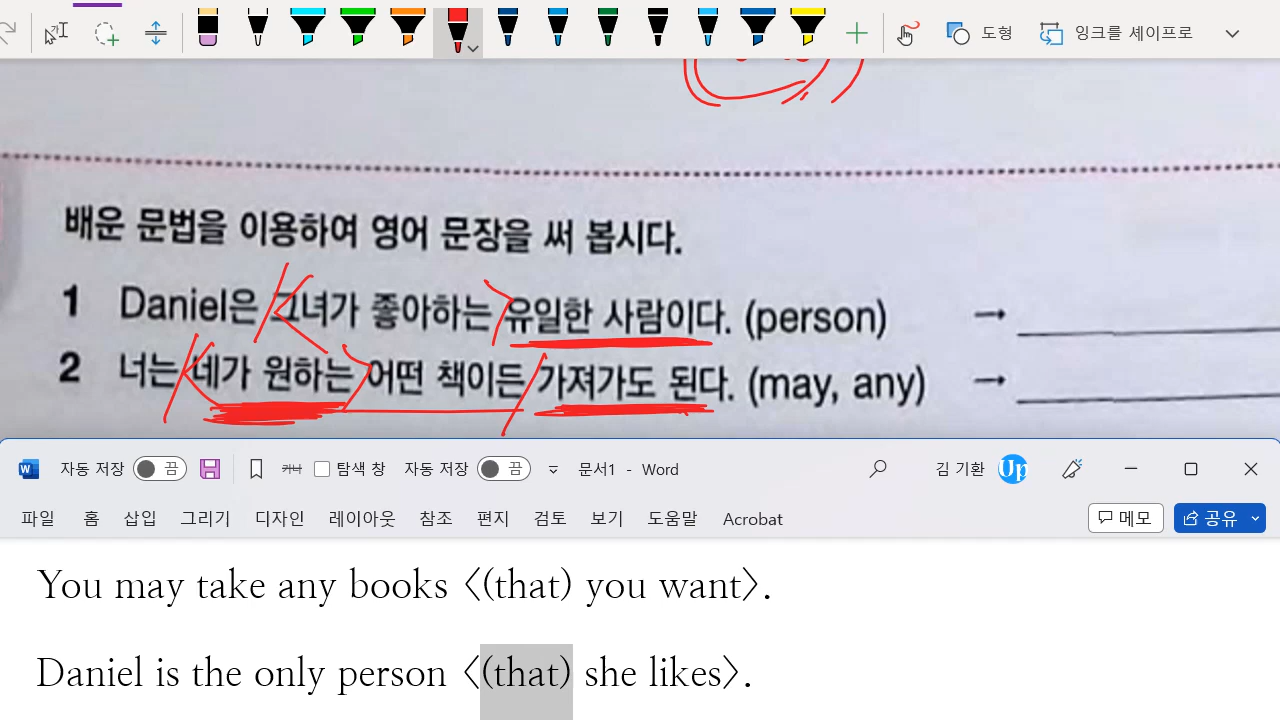 도형
잉크를 셰이프로
배운 문법을 이용하여 영어 문장을 써 봅시다.
1 Daniel은 그녀가 좋아하는 유일한 사람이다. (person) →
2 너는 네가 원하는 어떤 책이든 가져가도 된다. (may, any) →
자동 저장 끔
가나
탐색 창
자동 저장 끔
문서1 - Word
김 기환
Up
파일 홈 삽입 그리기 디자인 레이아웃 참조 편지 검토 보기 도움말 Acrobat
메모
공유
You may take any books <(that) you want>.
Daniel is the only person <(that) she likes>.